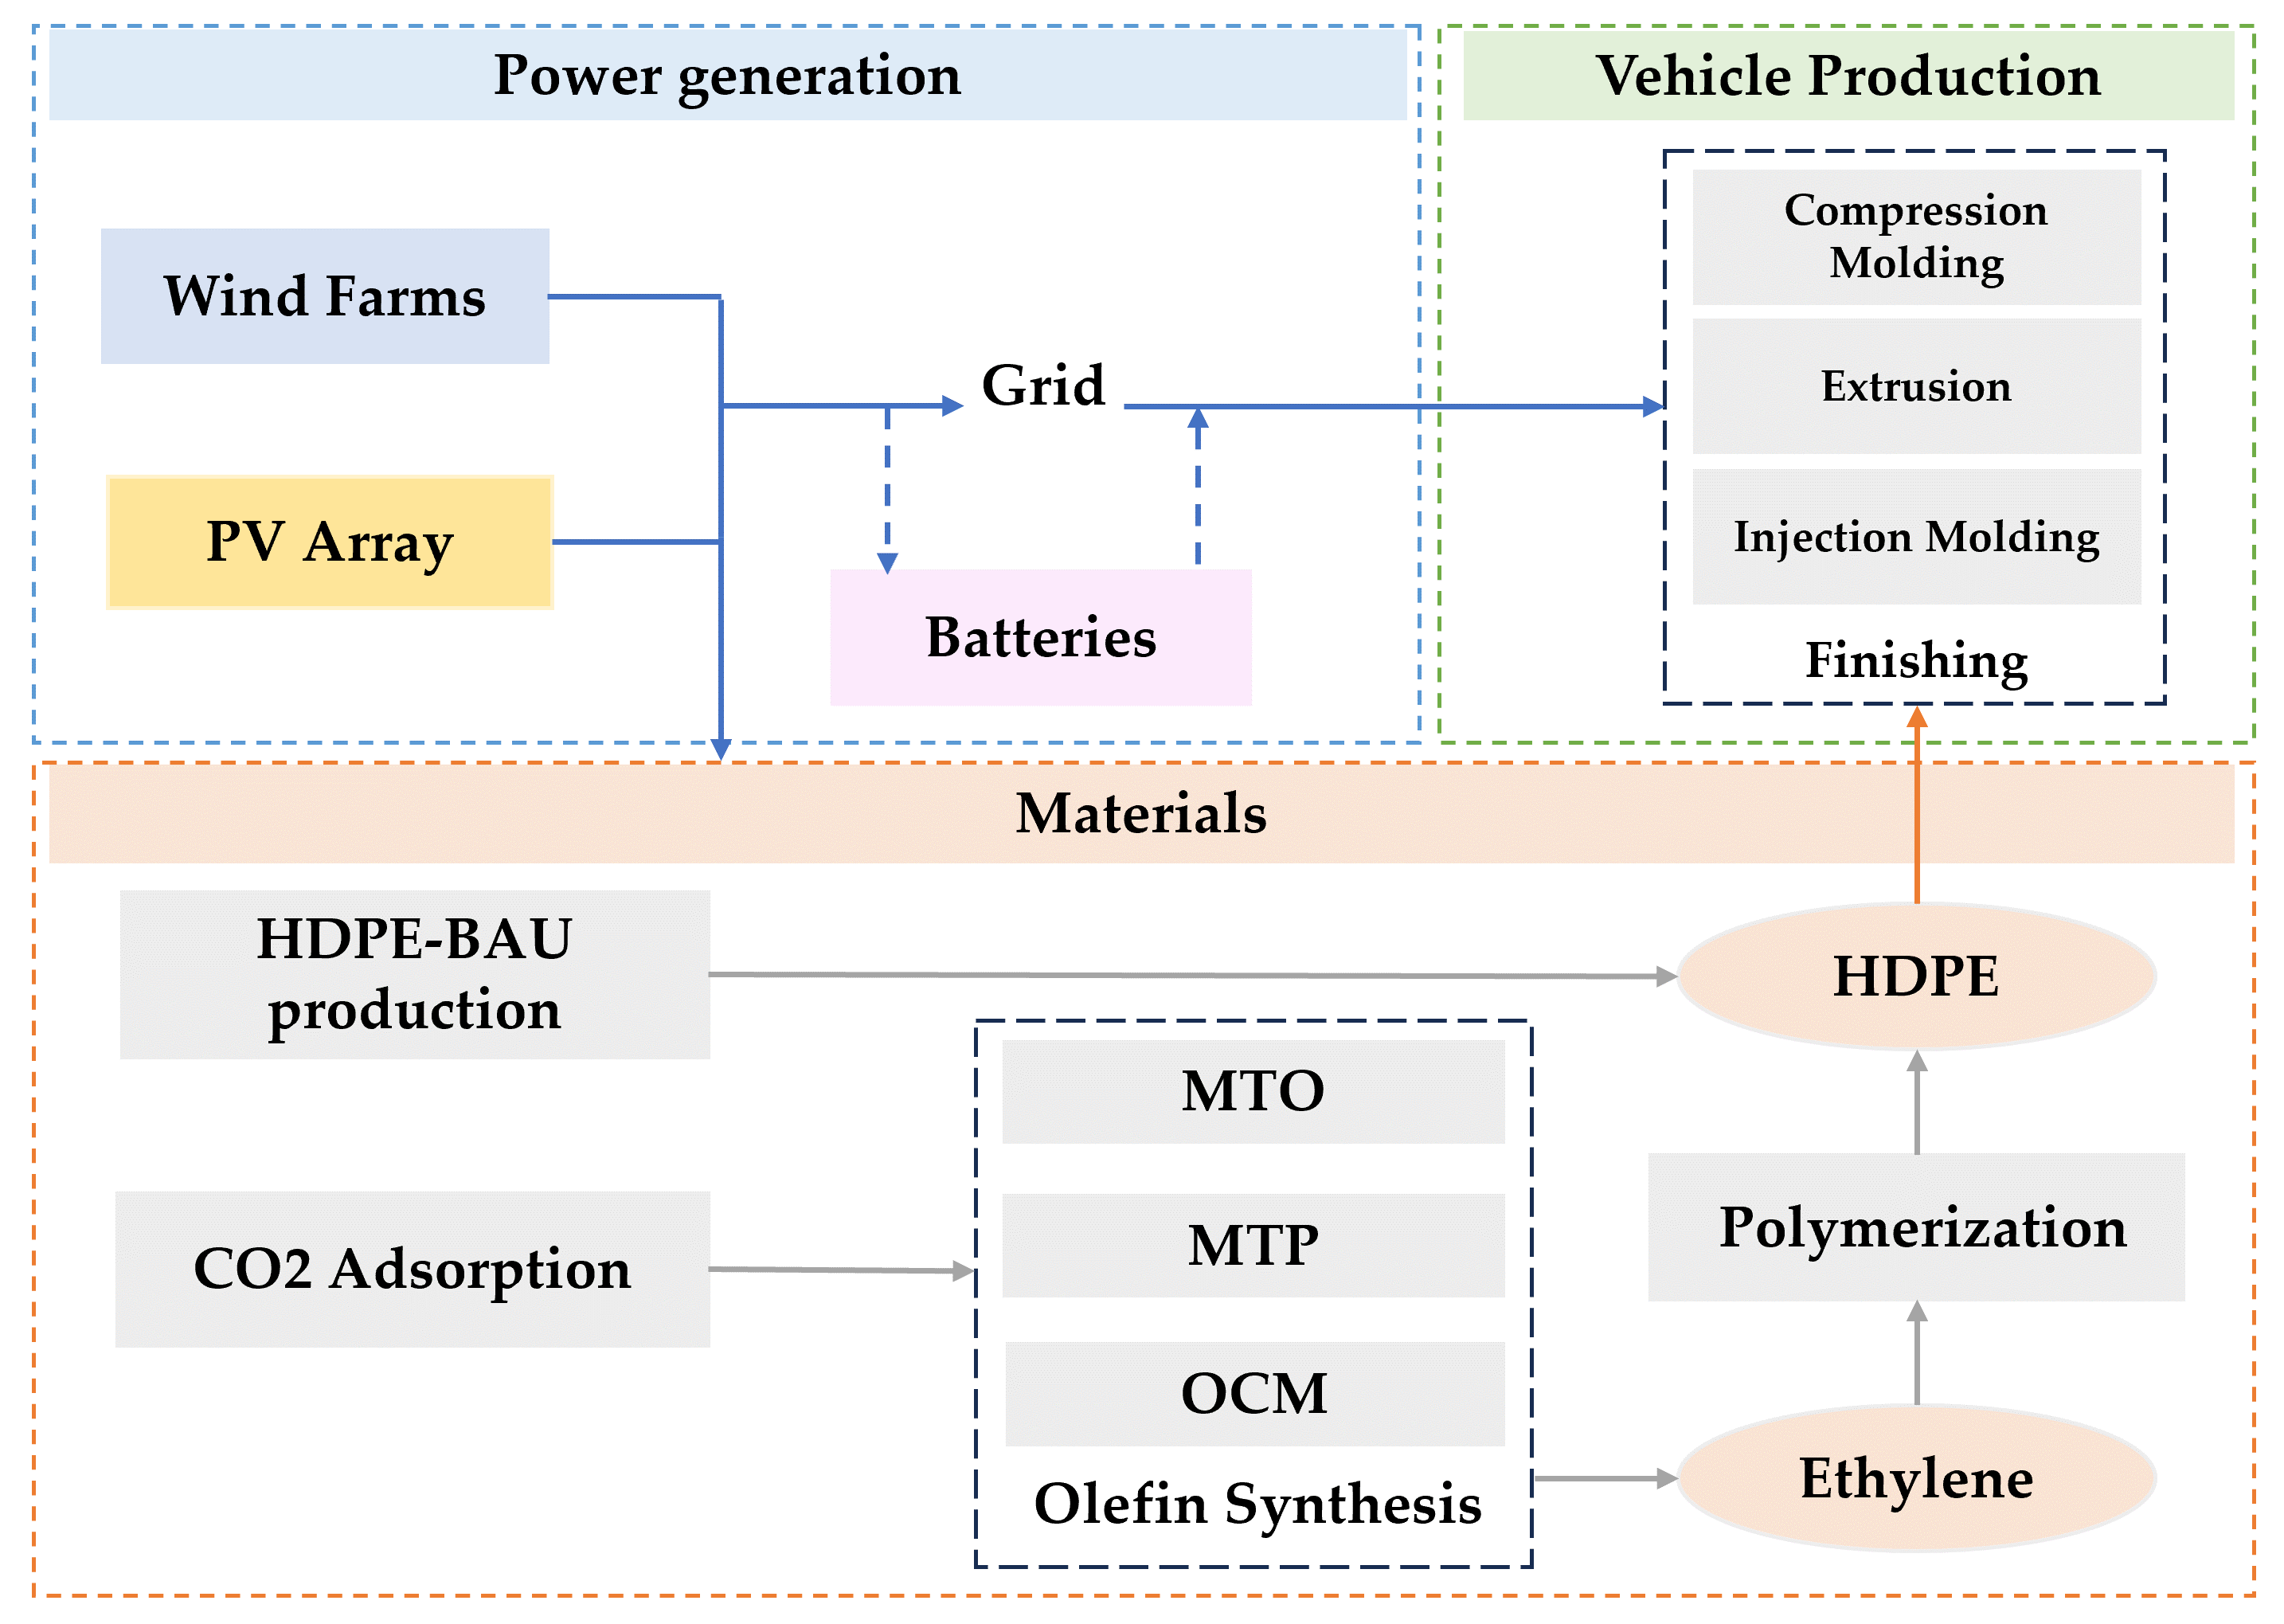 Power generation
Vehicle Production
Wind Farms
PV Array
Grid
Batteries
Compression
Molding
Extrusion
Injection Molding
Finishing
Materials
HDPE-BAU
production
CO2 Adsorption
MTO
MTP
OCM
Olefin Synthesis
HDPE
Polymerization
Ethylene